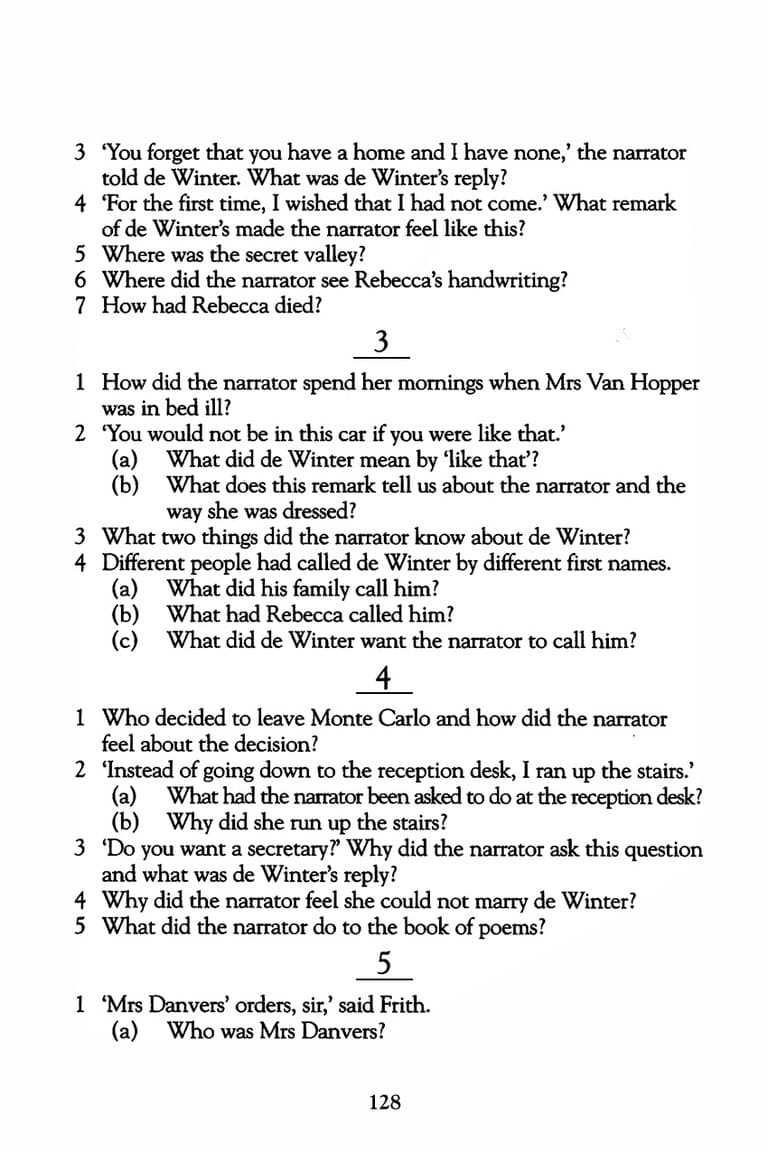 3 ‘You forget that you have a home and I have none,’ the narrator
told de Winter. What was de Winter’s reply?
4 ‘For the first time, I wished that I had not come.’ What remark
of de Winter’s made the narrator feel like this?
5 Where was the secret valley?
6 Where did the narrator see Rebecca’s handwriting?
7 How had Rebecca died?
3
1 How did the narrator spend her mornings when Mrs Van Hopper
was in bed ill?
2 ‘You would not be in this car if you were like that.’
(a) What did de Winter mean by ‘like that’?
(b) What does this remark tell us about the narrator and the
way she was dressed?
3 What two things did the narrator know about de Winter?
4 Different people had called de Winter by different first names.
(a) What did his family call him?
(b) What had Rebecca called him?
(c) What did de Winter want the narrator to call him?
4
1 Who decided to leave Monte Carlo and how did the narrator
feel about the decision?
2 ‘Instead of going down to the reception desk, I ran up the stairs.’
(a) What had the narrator been asked to do at the reception desk?
(b) Why did she run up the stairs?
3 ‘Do you want a secretary?’ Why did the narrator ask this question
and what was de Winter’s reply?
4 Why did the narrator feel she could not marry de Winter?
5 What did the narrator do to the book of poems?
5
1 ‘Mrs Danvers’ orders, sir,’ said Frith.
(a) Who was Mrs Danvers?
128